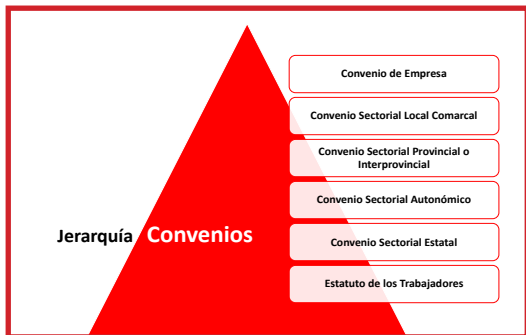 Convenio de Empresa
Convenio Sectorial Local Comarcal
Convenio Sectorial Provincial o
Interprovincial
Convenio Sectorial Autonómico
Jerarquía Convenios
Convenio Sectorial Estatal
Estatuto de los Trabajadores